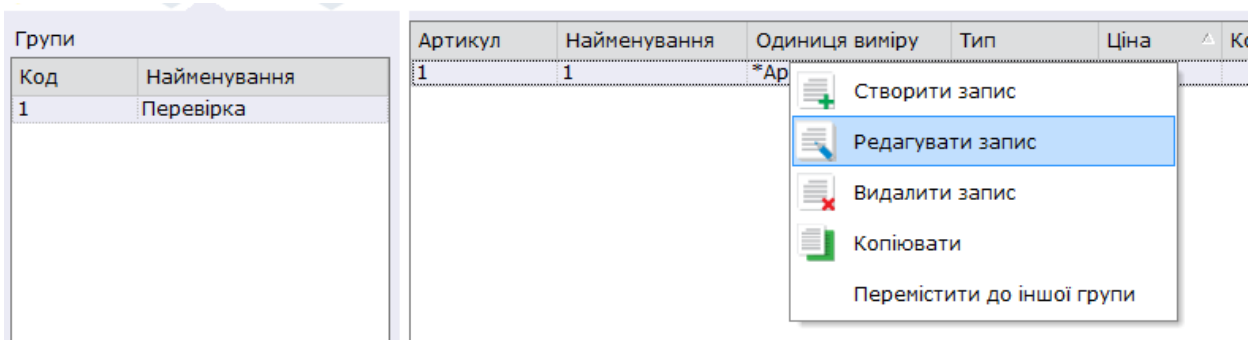 Групи
Код Найменування
1 Перевірка
Артикул Найменування Одиниця виміру Тип Ціна
1 1 *Ар
Створити запис
Редагувати запис
Видалити запис
Копіювати
Перемістити до іншої групи